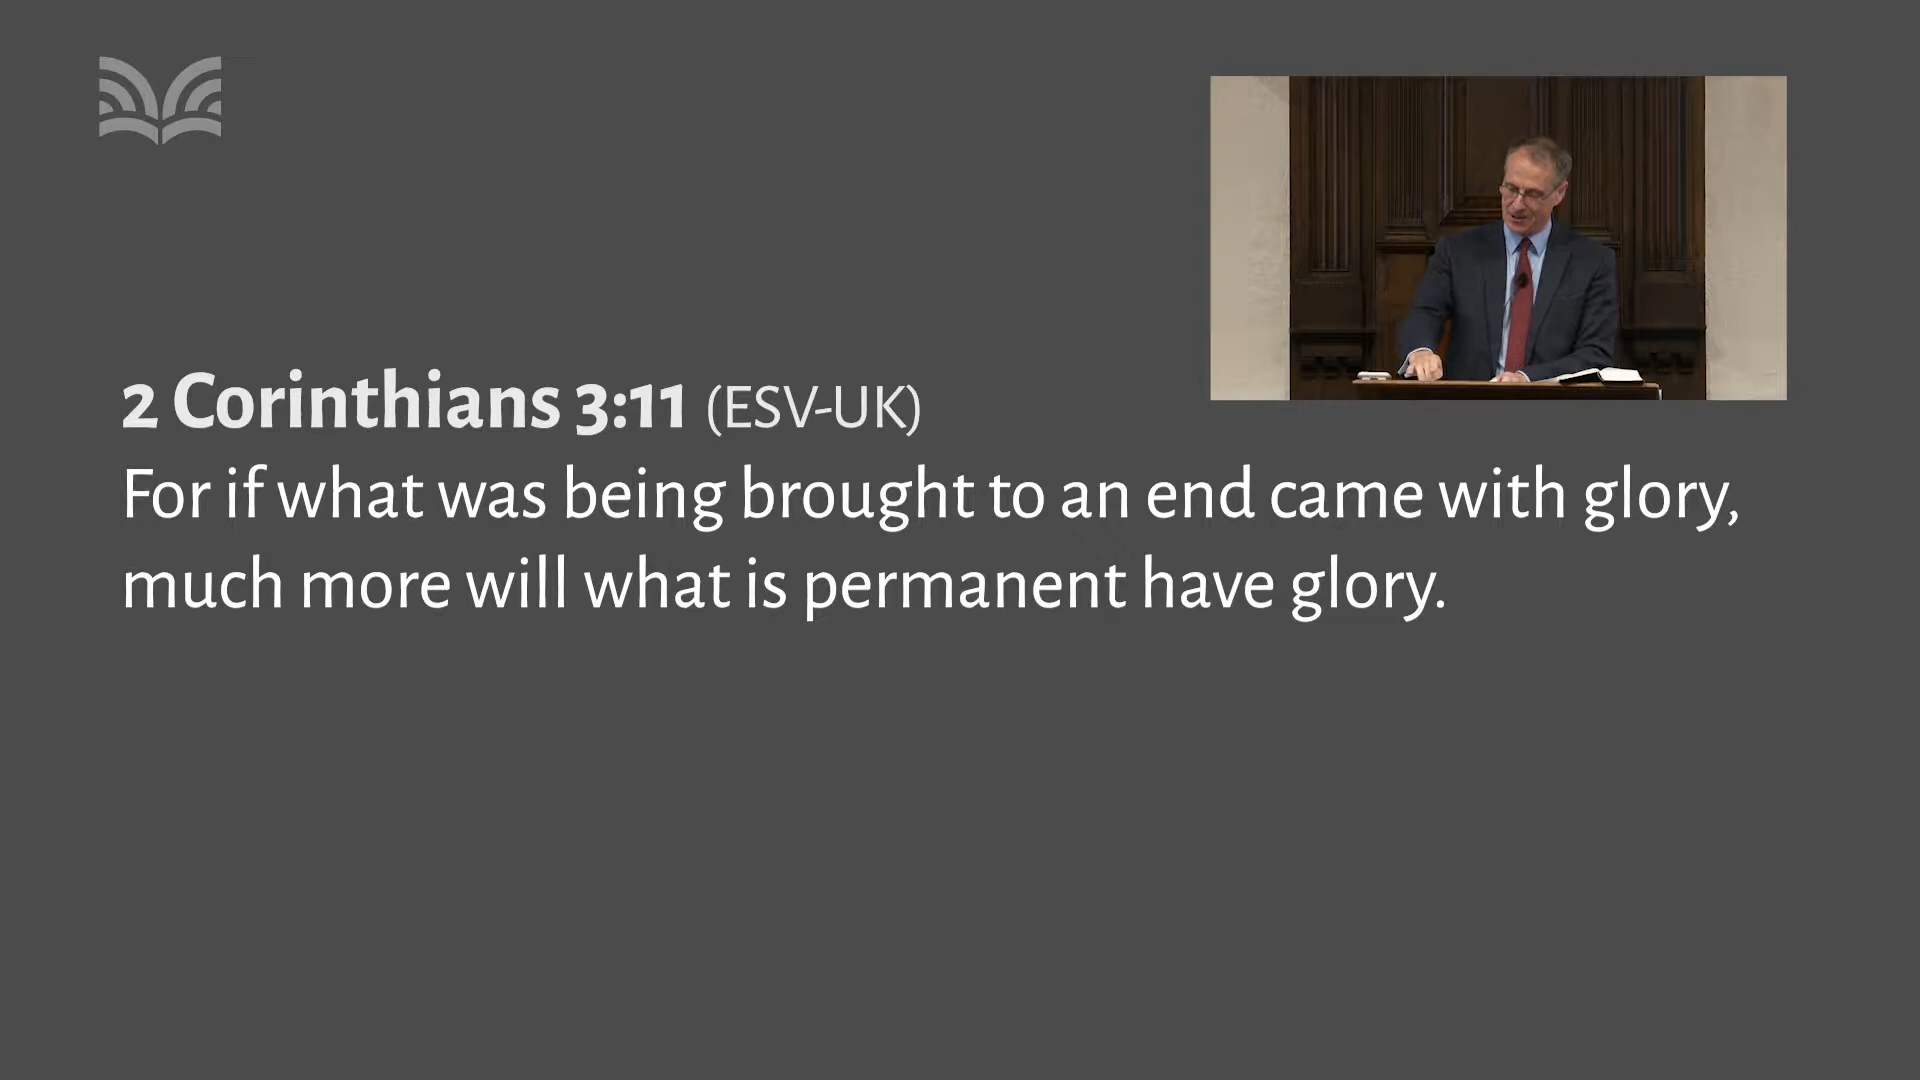 2 Corinthians 3:11 (ESV-UK)
For if what was being brought to an end came with glory,
much more will what is permanent have glory.